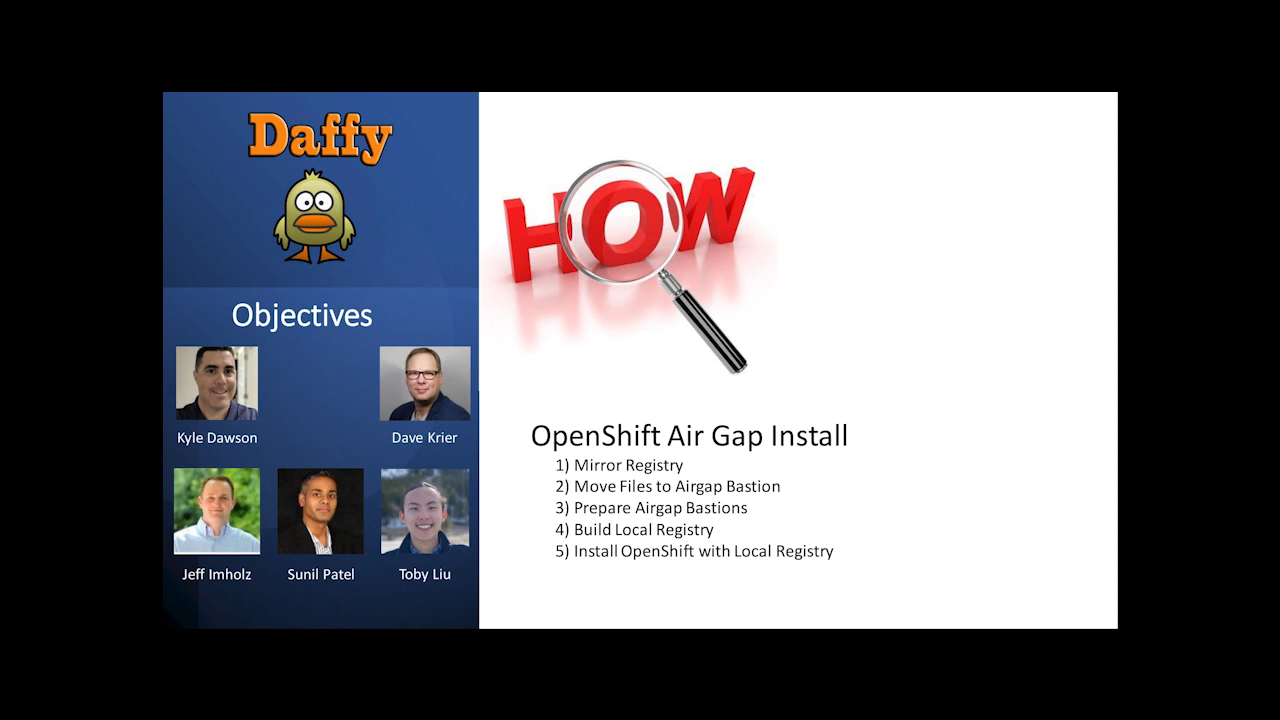 Daffy
Objectives
Kyle Dawson
Dave Krier
Jeff Imholz
Sunil Patel
Toby Liu
HOW
OpenShift Air Gap Install
1) Mirror Registry
2) Move Files to Airgap Bastion
3) Prepare Airgap Bastions
4) Build Local Registry
5) Install OpenShift with Local Registry